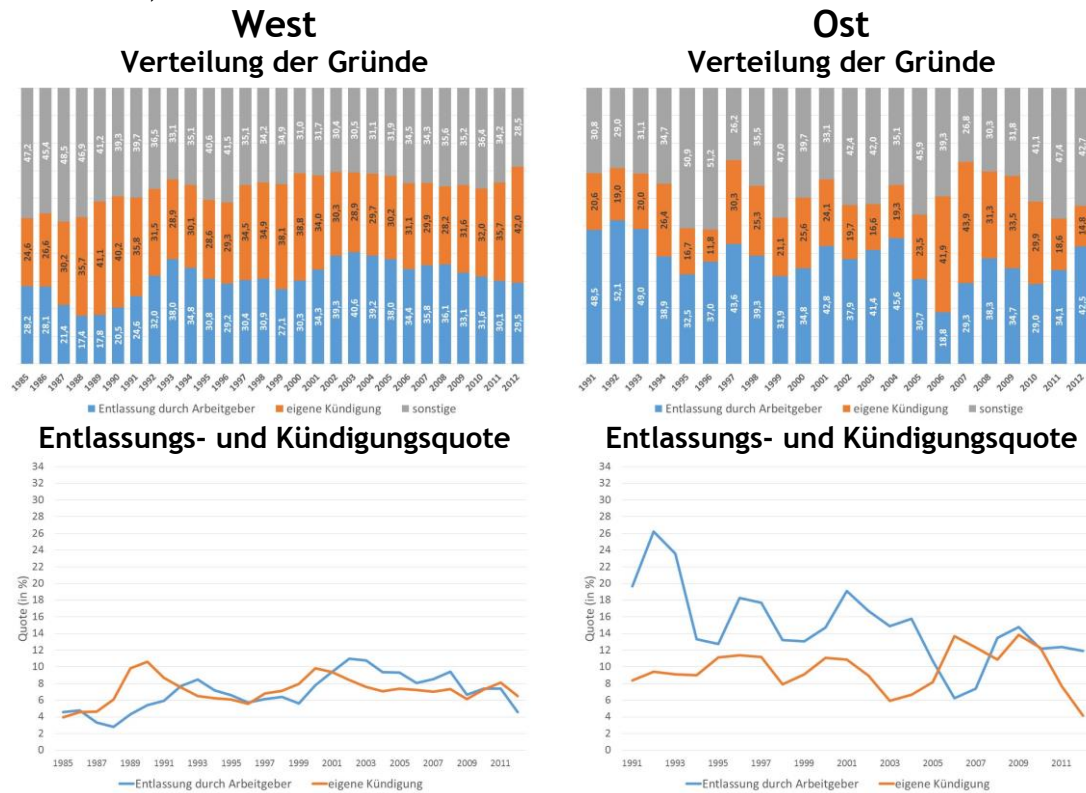 West
Verteilung der Gründe
47,2 45,4 48,5 46,9 41,2 39,3 39,7 36,5 33,1 35,1 40,6 41,5 35,1 34,2 34,9 31,0 31,7 30,4 30,5 31,1 31,9 34,5 34,3 35,6 35,2 36,4 34,2 28,5
24,6 26,6 30,2 35,7 41,1 40,2 35,8 31,5 28,9 30,1 28,6 29,3 34,5 34,9 38,1 38,8 34,0 30,3 28,9 29,7 30,2 31,1 29,9 28,2 31,6 32,0 35,7 42,0
28,2 28,1 21,4 17,4 17,8 20,5 24,6 32,0 38,0 34,8 30,8 29,2 30,4 30,9 27,1 30,3 34,3 39,3 40,6 39,2 38,0 34,4 35,8 36,1 33,1 31,6 30,1 29,5
1985 1986 1987 1988 1989 1990 1991 1992 1993 1994 1995 1996 1997 1998 1999 2000 2001 2002 2003 2004 2005 2006 2007 2008 2009 2010 2011 2012
Entlassung durch Arbeitgeber eigene Kündigung sonstige
Ost
Verteilung der Gründe
30,8 29,0 31,1 34,7 50,9 51,2 26,2 35,5 47,0 39,7 33,1 42,4 42,0 35,1 45,9 39,3 26,8 30,3 31,8 41,1 47,4 42,7
20,6 19,0 20,0 26,4 16,7 11,8 30,3 25,3 21,1 25,6 24,1 19,7 16,6 19,3 23,5 41,9 43,9 31,3 33,5 29,9 18,6 14,8
48,5 52,1 49,0 38,9 32,5 37,0 43,6 39,3 31,9 34,8 42,8 37,9 41,4 45,6 30,7 18,8 29,3 38,3 34,7 29,0 34,1 42,5
1991 1992 1993 1994 1995 1996 1997 1998 1999 2000 2001 2002 2003 2004 2005 2006 2007 2008 2009 2010 2011 2012
Entlassung durch Arbeitgeber eigene Kündigung sonstige
Entlassungs- und Kündigungsquote
34
32
30
28
26
24
22
20
18
16
14
12
10
8
6
4
2
0
Quote (in %)
1985 1987 1989 1991 1993 1995 1997 1999 2001 2003 2005 2007 2009 2011
Entlassung durch Arbeitgeber eigene Kündigung
Entlassungs- und Kündigungsquote
34
32
30
28
26
24
22
20
18
16
14
12
10
8
6
4
2
0
Quote (in %)
1991 1993 1995 1997 1999 2001 2003 2005 2007 2009 2011
Entlassung durch Arbeitgeber eigene Kündigung